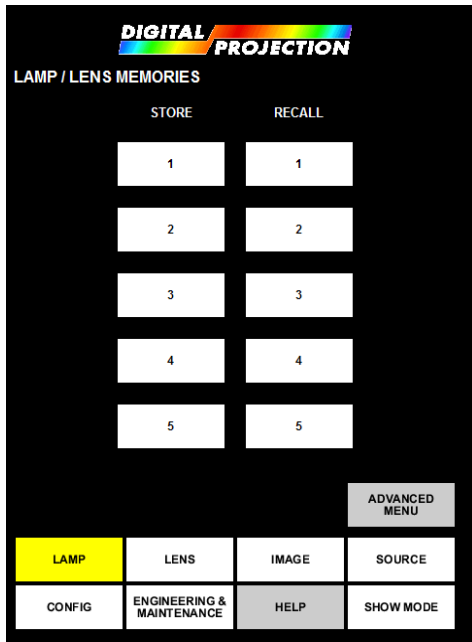 DIGITAL
PROJECTION
LAMP / LENS MEMORIES
STORE RECALL
1 1
2 2
3 3
4 4
5 5
ADVANCED
MENU
LAMP LENS IMAGE SOURCE
CONFIG ENGINEERING & HELP SHOW MODE
MAINTENANCE